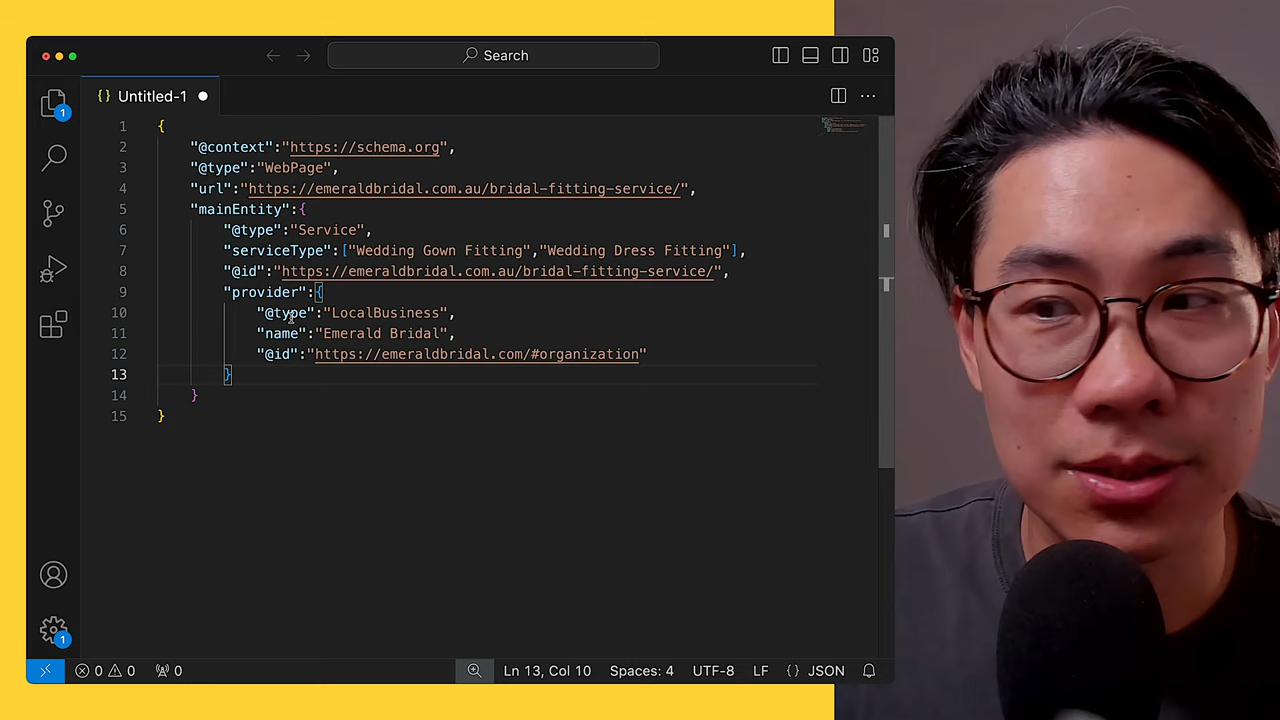 Search
{} Untitled-1
1 {
2 "@context":"https://schema.org",
3 "@type":"WebPage",
4 "url":"https://emeraldbridal.com.au/bridal-fitting-service/",
5 "mainEntity":{
6 "@type":"Service",
7 "serviceType":["Wedding Gown Fitting","Wedding Dress Fitting"],
8 "@id":"https://emeraldbridal.com.au/bridal-fitting-service/",
9 "provider":{
10 "@type":"LocalBusiness",
11 "name":"Emerald Bridal",
12 "@id":"https://emeraldbridal.com/#organization"
13 }
14 }
15 }
1
1
0 0 0 Ln 13, Col 10 Spaces: 4 UTF-8 LF {} JSON